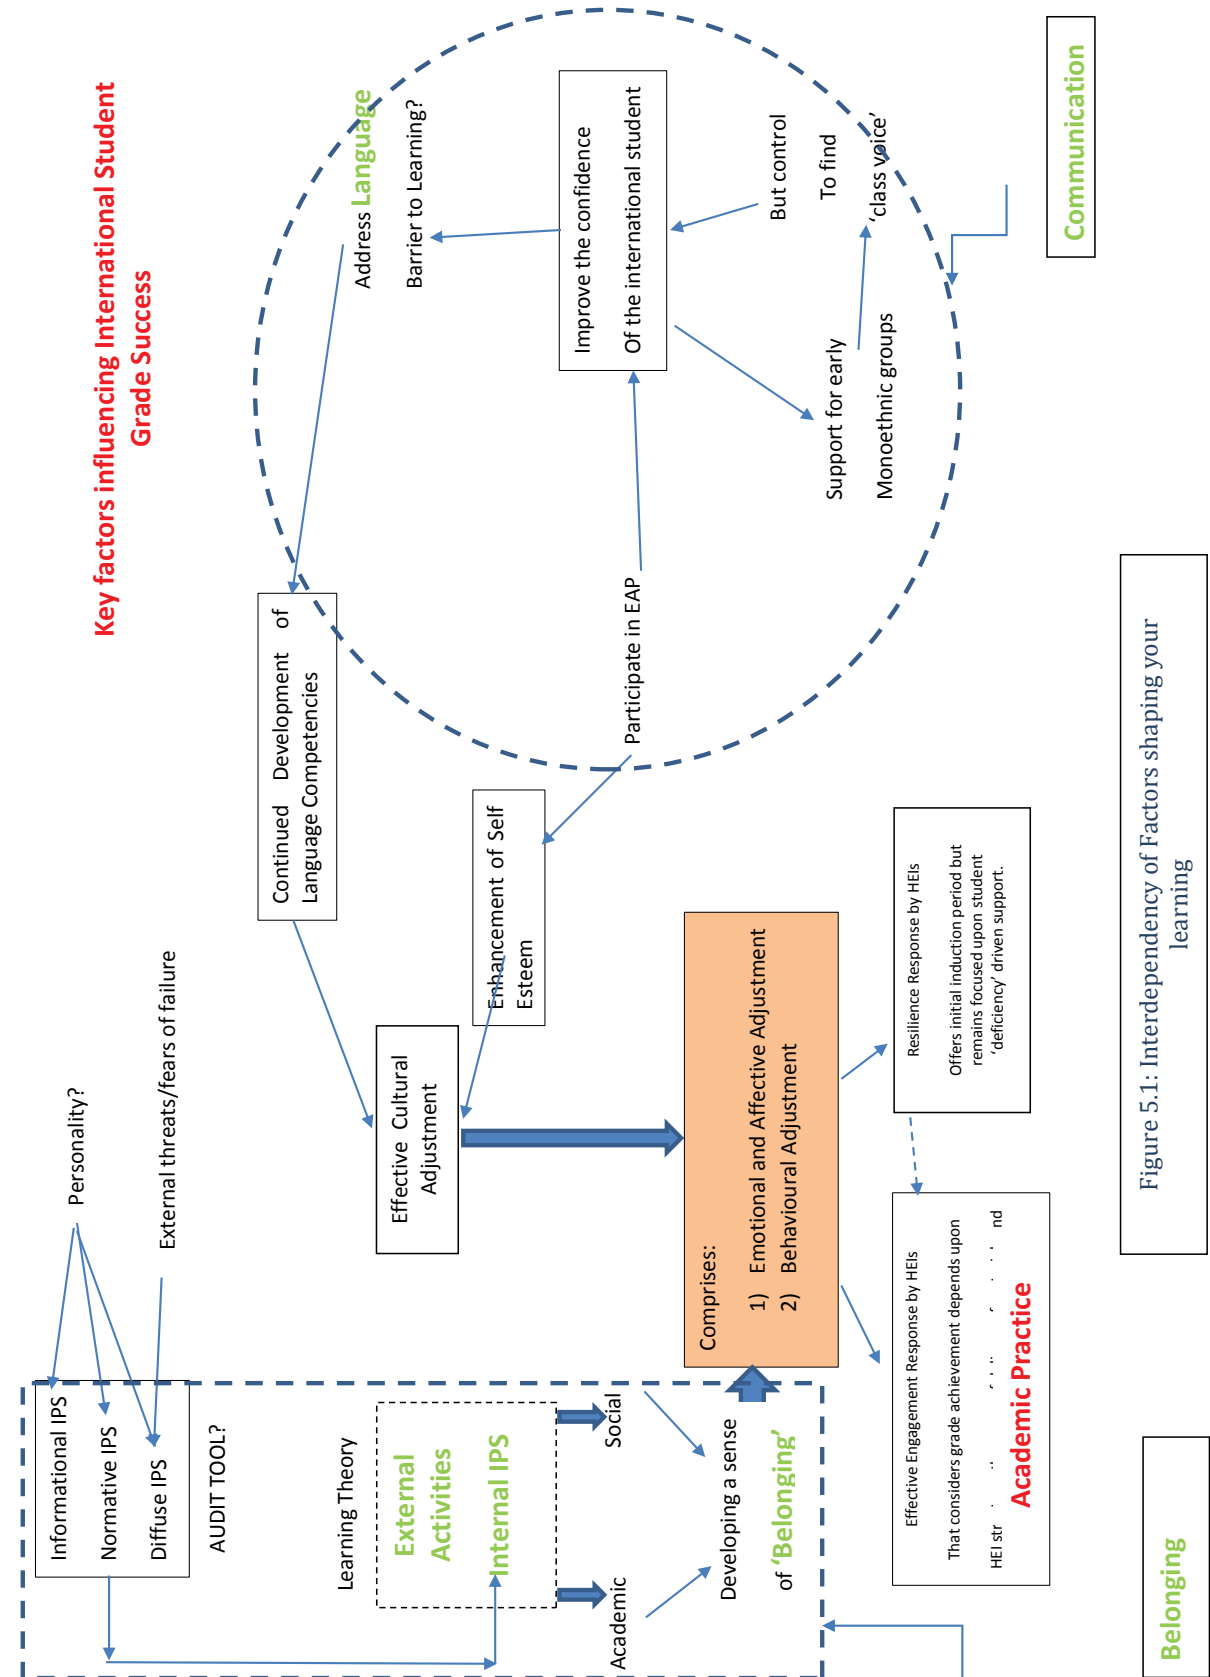 Key factors influencing International Student
Grade Success
Informational IPS
Normative IPS
Diffuse IPS
AUDIT TOOL?
Personality?
External threats/fears of failure
Learning Theory
External
Activities
Internal IPS
Academic
Social
Developing a sense
of ‘Belonging’
Effective Cultural
Adjustment
Continued Development of
Language Competencies
Enhancement of Self
Esteem
Address Language
Barrier to Learning?
Improve the confidence
Of the international student
Participate in EAP
Support for early
Monoethnic groups
But control
To find
‘class voice’
Comprises:
1) Emotional and Affective Adjustment
2) Behavioural Adjustment
Effective Engagement Response by HEIs
That considers grade achievement depends upon
HEI
Academic Practice
Resilience Response by HEIs
Offers initial induction period but
remains focused upon student
‘deficiency’ driven support.
Belonging
Communication
Figure 5.1: Interdependency of Factors shaping your
learning